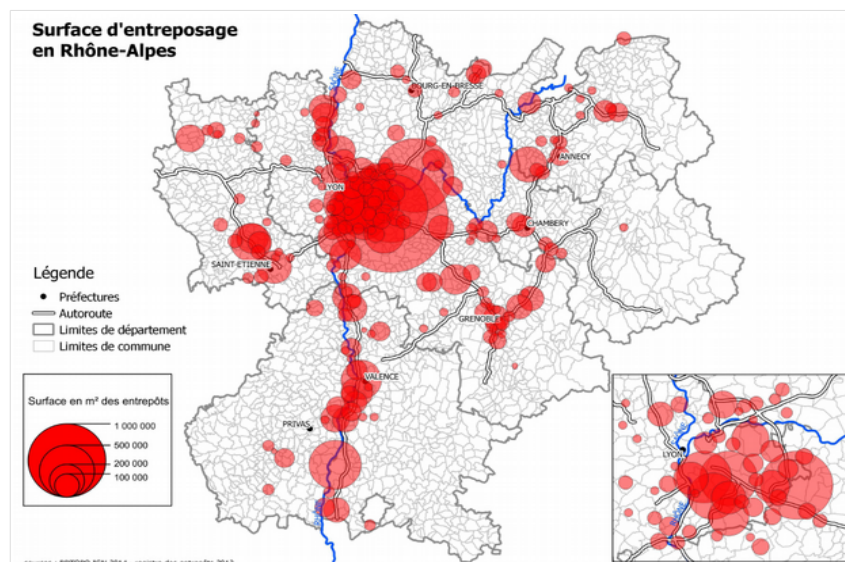 Surface d'entreposage
en Rhône-Alpes
BOURG-EN-BRESSE
ANNECY
LYON
CHAMBERY
SAINT-ETIENNE
GRENOBLE
VALENCE
PRIVAS
RHÔNE
Légende
Préfectures
Autoroute
Limites de département
Limites de commune
Surface en m² des entrepôts
1 000 000
500 000
200 000
100 000
LYON
RHÔNE